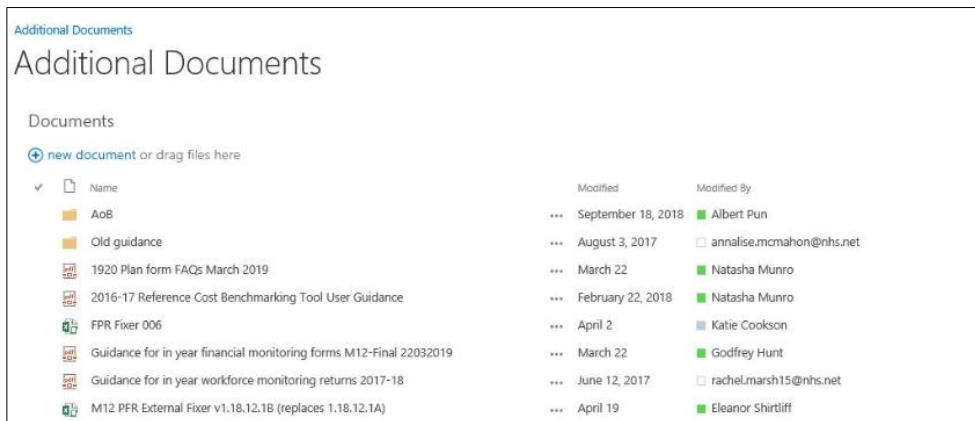 Additional Documents
Additional Documents
Documents
new document or drag files here
Name Modified Modified By
AoB ... September 18, 2018 Albert Pun
Old guidance ... August 3, 2017 annalise.mcmahon@nhs.net
1920 Plan form FAQs March 2019 ... March 22 Natasha Munro
2016-17 Reference Cost Benchmarking Tool User Guidance ... February 22, 2018 Natasha Munro
FPR Fixer 006 ... April 2 Katie Cookson
Guidance for in year financial monitoring forms M12-Final 22032019 ... March 22 Godfrey Hunt
Guidance for in year workforce monitoring returns 2017-18 ... June 12, 2017 rachel.marsh15@nhs.net
M12 PFR External Fixer v1.18.12.1B (replaces 1.18.12.1A) ... April 19 Eleanor Shirtliff